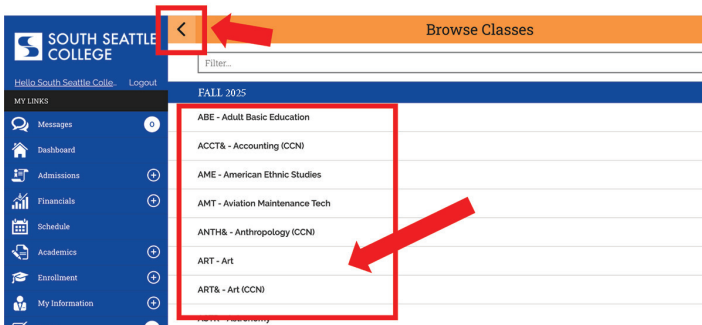 SOUTH SEATTLE
COLLEGE
Hello South Seattle Colle... Logout
MY LINKS
Messages 0
Dashboard
Admissions
Financials
Schedule
Academics
Enrollment
My Information
Browse Classes
Filter...
FALL 2025
ABE - Adult Basic Education
ACCT& - Accounting (CCN)
AME - American Ethnic Studies
AMT - Aviation Maintenance Tech
ANTH& - Anthropology (CCN)
ART - Art
ART& - Art (CCN)